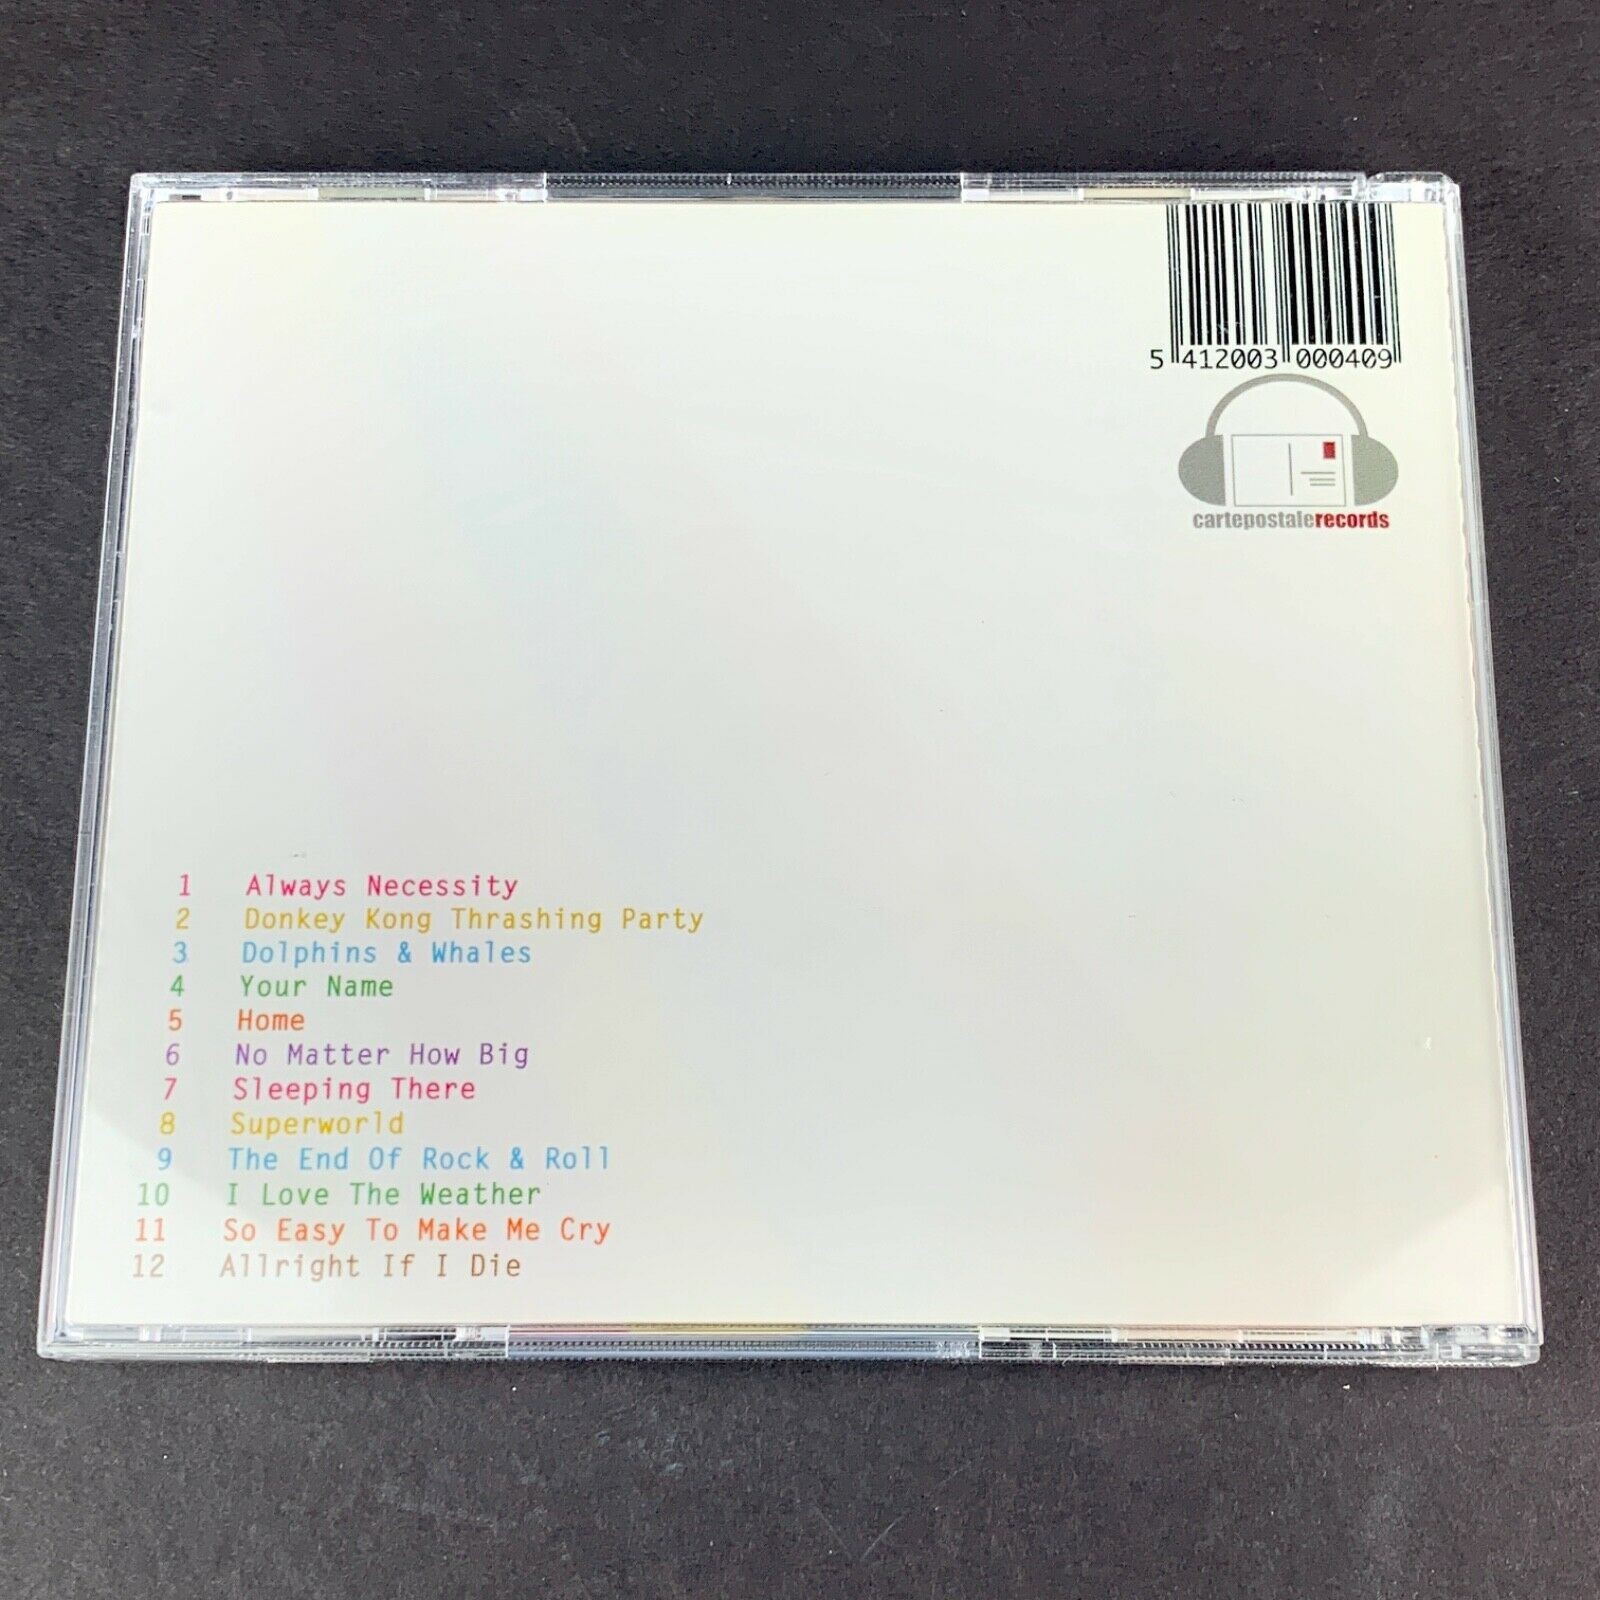 5 412003 000409
cartepostalerecords
1 Always Necessity
2 Donkey Kong Thrashing Party
3 Dolphins & Whales
4 Your Name
5 Home
6 No Matter How Big
7 Sleeping There
8 Superworld
9 The End Of Rock & Roll
10 I Love The Weather
11 So Easy To Make Me Cry
12 Allright If I Die